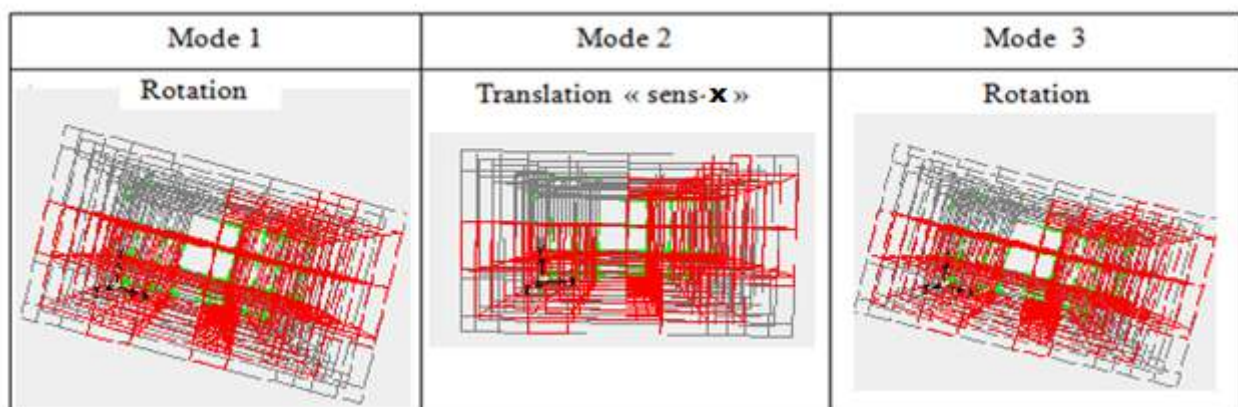 Mode 1
Mode 2
Mode 3
Rotation
Translation « sens-x »
Rotation